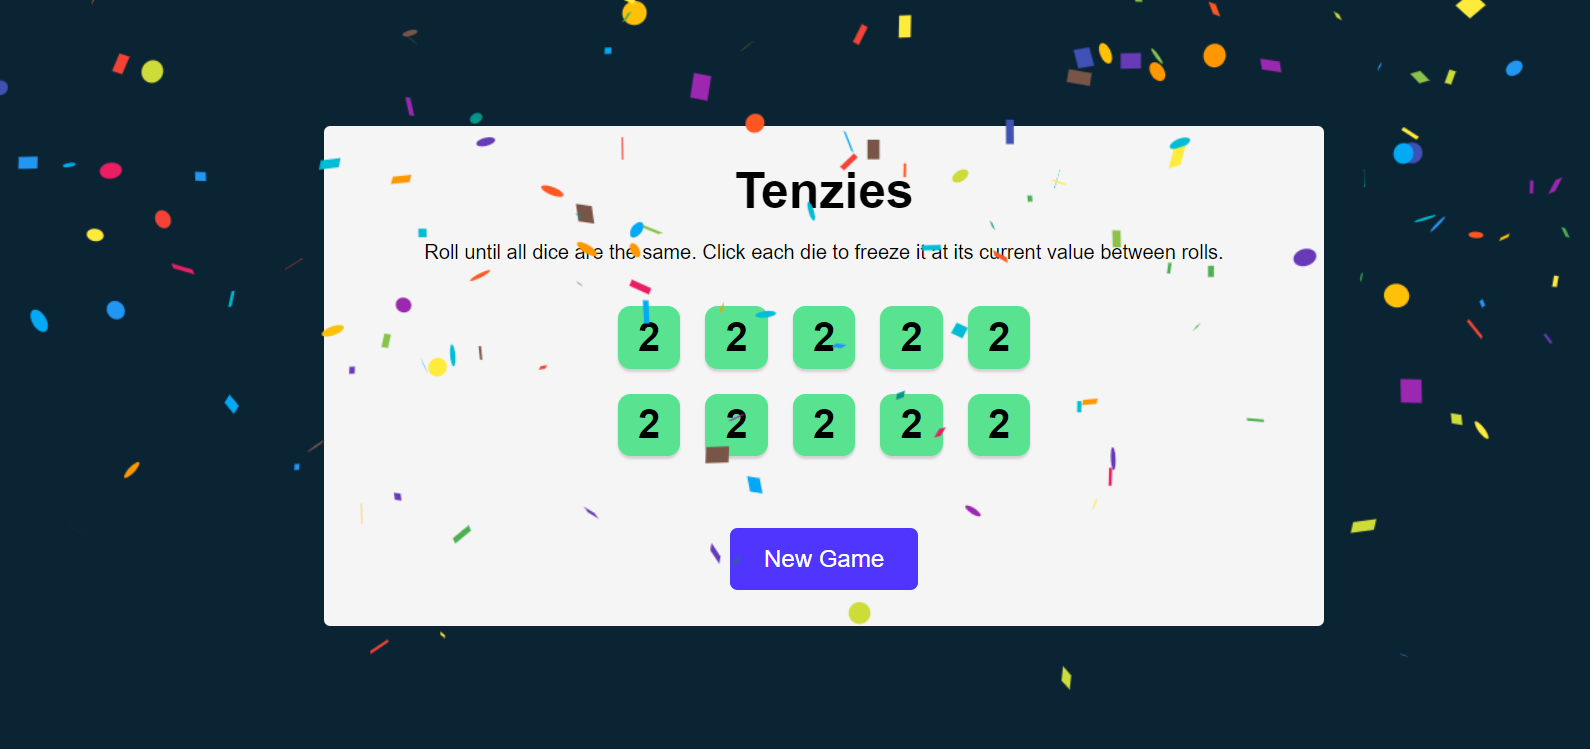 Tenzies
Roll until all dice are the same. Click each die to freeze it at its current value between rolls.
2 2 2 2 2
2 2 2 2 2
New Game